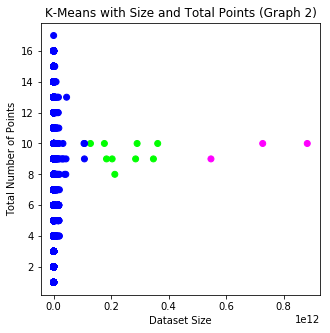 K-Means with Size and Total Points (Graph 2)
Total Number of Points
16
14
12
10
8
6
4
2
0.0 0.2 0.4 0.6 0.8
1e12
Dataset Size